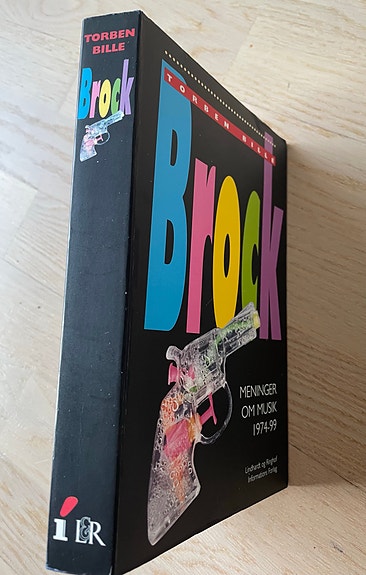 TORBEN
BILLE
Brock
í L&R
TORBEN BILLE
Brock
MENINGER
OM MUSIK
1974-99
Lindhardt og Ringhof
Informations Forlag